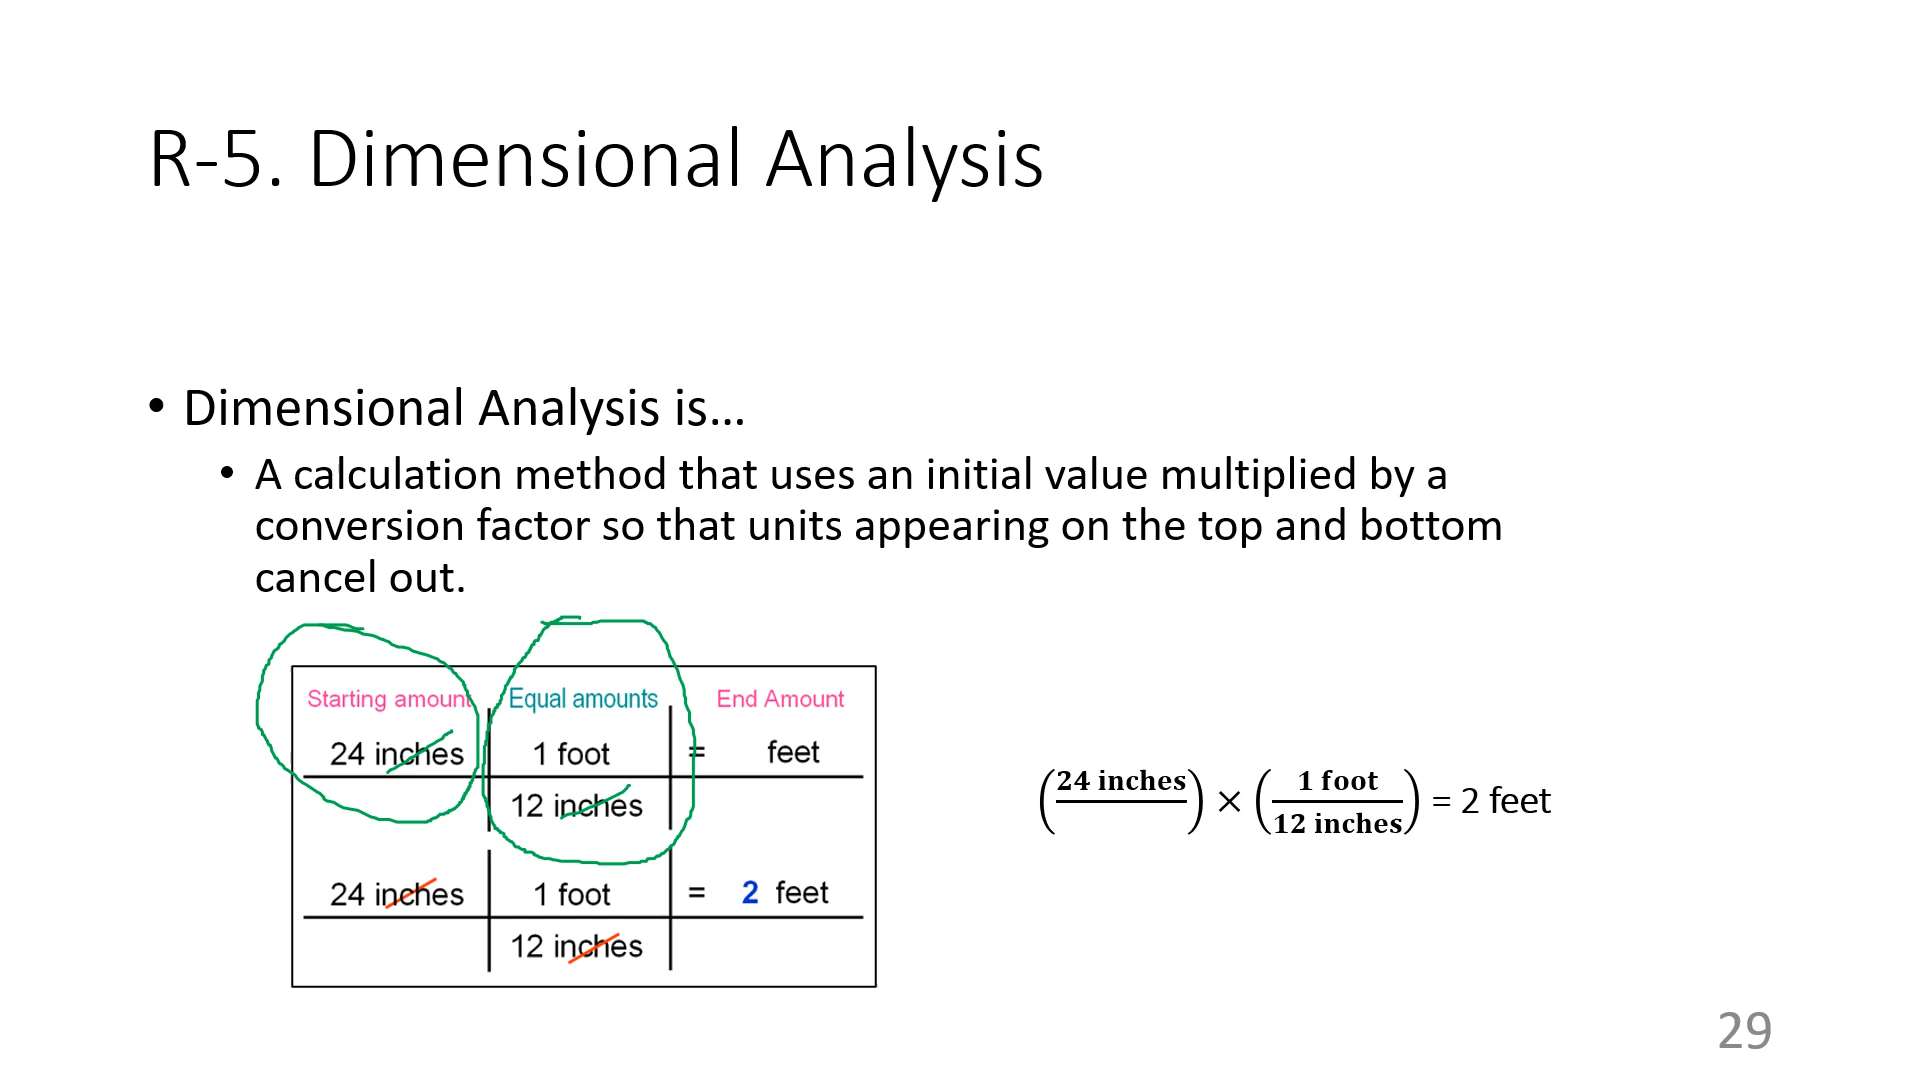 R-5. Dimensional Analysis
• Dimensional Analysis is...
• A calculation method that uses an initial value multiplied by a
conversion factor so that units appearing on the top and bottom
cancel out.
Starting amount Equal amounts End Amount
24 inches 1 foot = feet
12 inches
24 inches 1 foot = 2 feet
12 inches
(24 inches) × (1 foot / 12 inches) = 2 feet
29